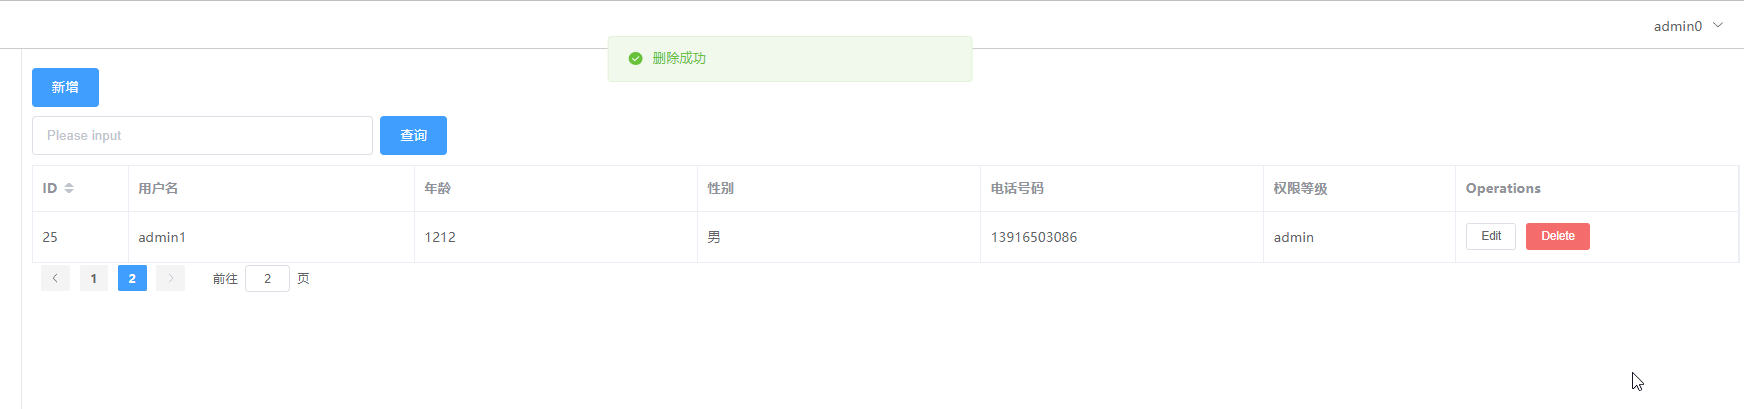 admin0
删除成功
新增
Please input 查询
ID 用户名 年龄 性别 电话号码 权限等级 Operations
25 admin1 1212 男 13916503086 admin Edit Delete
1 2 前往 2 页